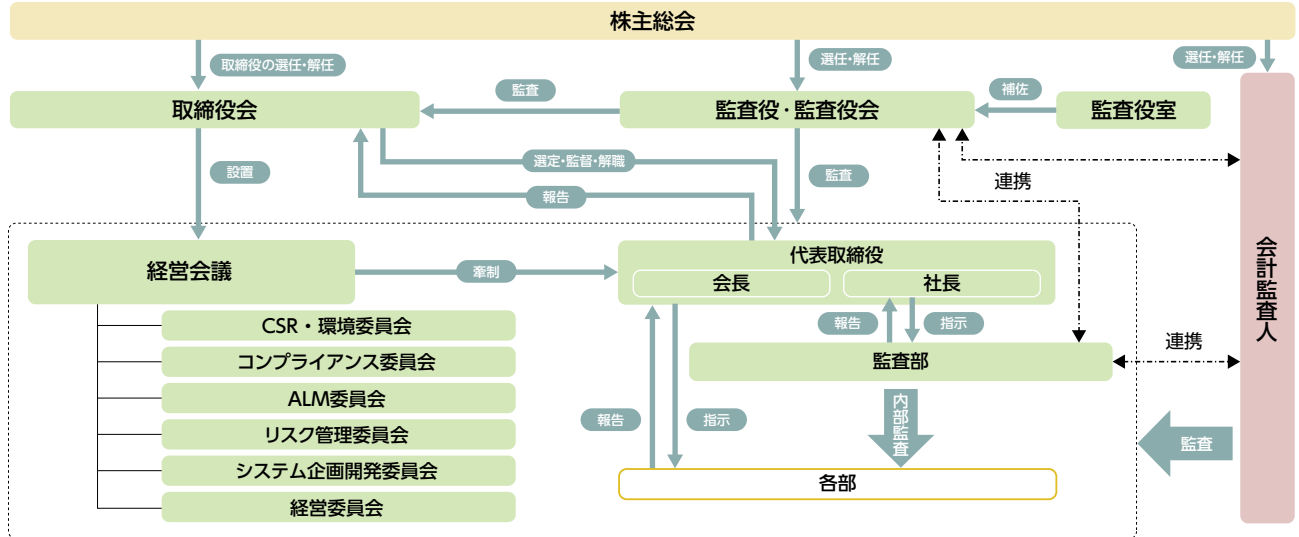 株主総会
取締役の選任・解任
選任・解任
選任・解任
取締役会
監査
監査役・監査役会
補佐
監査役室
設置
選定・監督・解職
報告
監査
連携
会計監査人
経営会議
牽制
代表取締役
会長
社長
報告
指示
監査部
連携
CSR・環境委員会
コンプライアンス委員会
ALM委員会
リスク管理委員会
システム企画開発委員会
経営委員会
報告
指示
内部監査
監査
各部